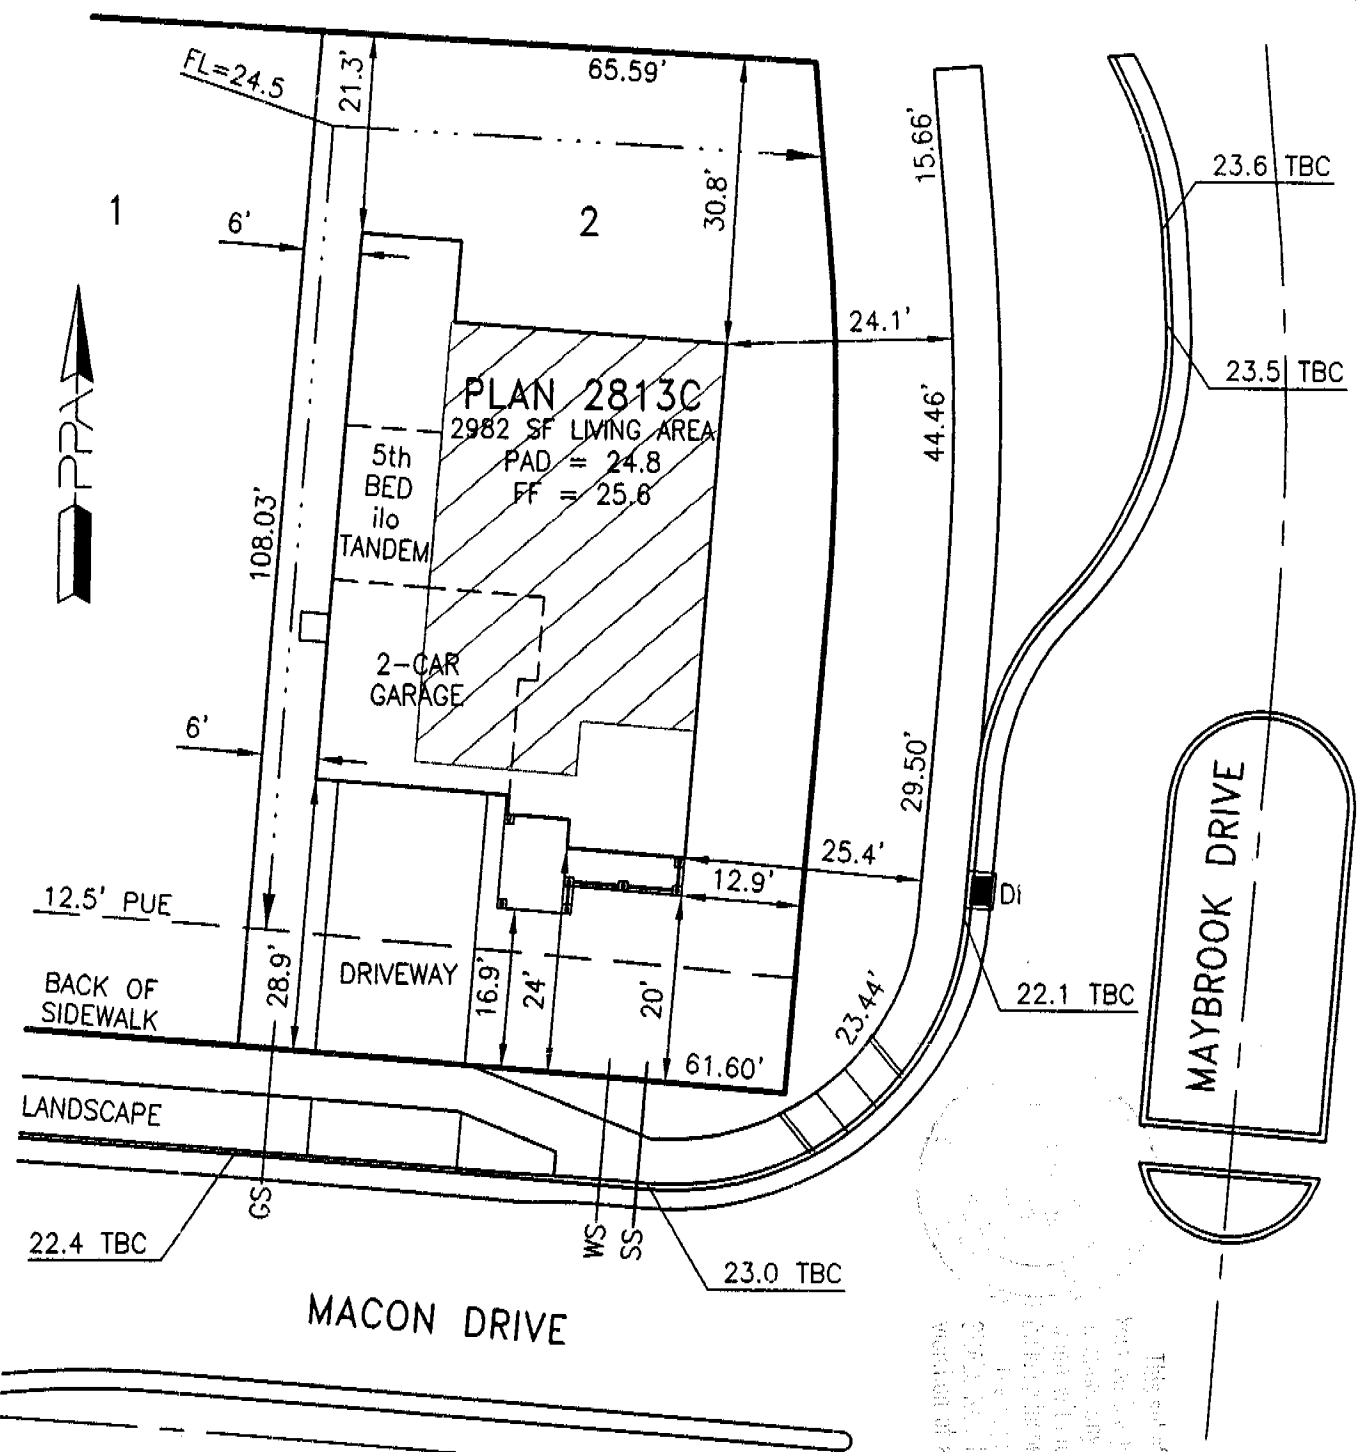 FL=24.5
21.3'
65.59'
15.66'
23.6 TBC
1
6'
2
30.8'
24.1'
23.5 TBC
PPA
PLAN 2813C
2982 SF LIVING AREA
PAD = 24.8
FF = 25.6
44.46'
5th
BED
ilo
TANDEM
108.03'
2-CAR
GARAGE
6'
29.50'
MAYBROOK DRIVE
25.4'
12.9'
DI
12.5' PUE
28.9'
DRIVEWAY
16.9'
24'
20'
23.44'
22.1 TBC
BACK OF
SIDEWALK
61.60'
LANDSCAPE
GS
WS
SS
22.4 TBC
23.0 TBC
MACON DRIVE